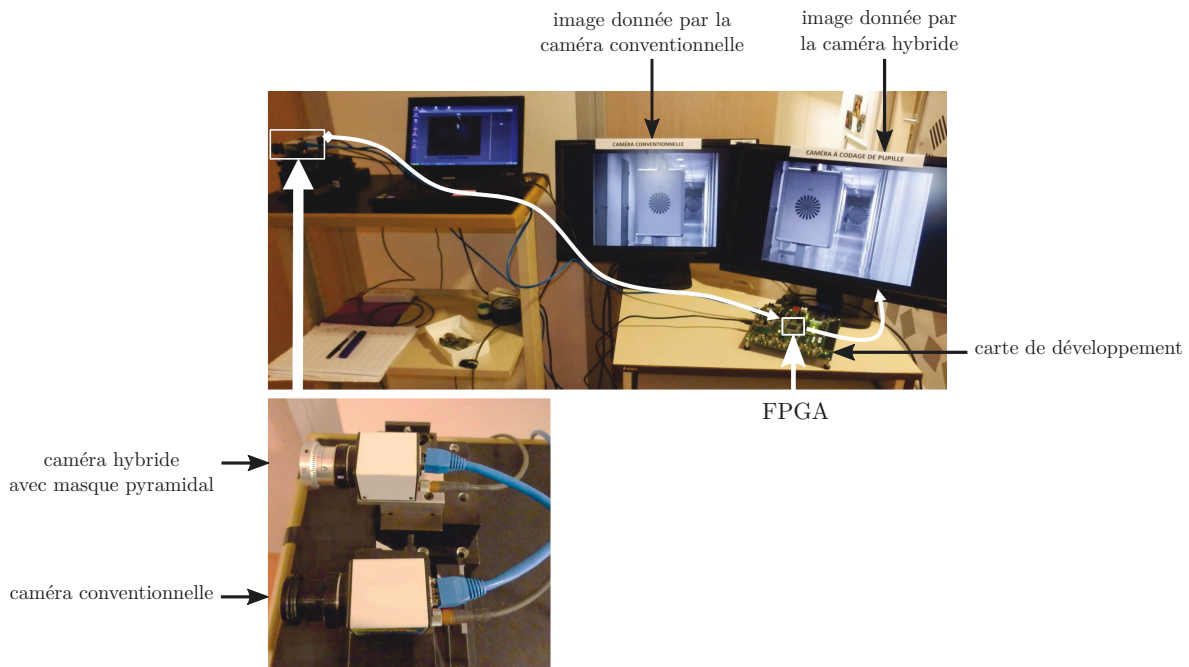 image donnée par la
caméra conventionnelle
image donnée par
la caméra hybride
CAMÉRA CONVENTIONNELLE
CAMÉRA À CODAGE DE PUPILLE
carte de développement
FPGA
caméra hybride
avec masque pyramidal
caméra conventionnelle